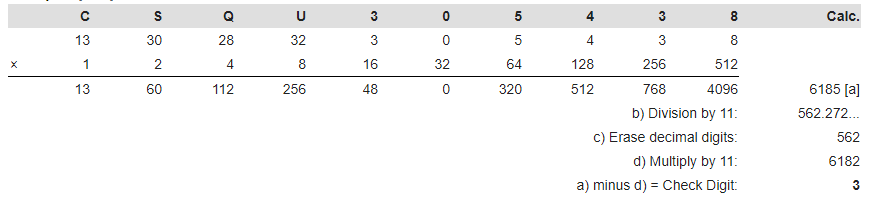 C S Q U 3 0 5 4 3 8 Calc.
13 30 28 32 3 0 5 4 3 8
× 1 2 4 8 16 32 64 128 256 512
13 60 112 256 48 0 320 512 768 4096 6185 [a]
b) Division by 11: 562.272...
c) Erase decimal digits: 562
d) Multiply by 11: 6182
a) minus d) = Check Digit: 3